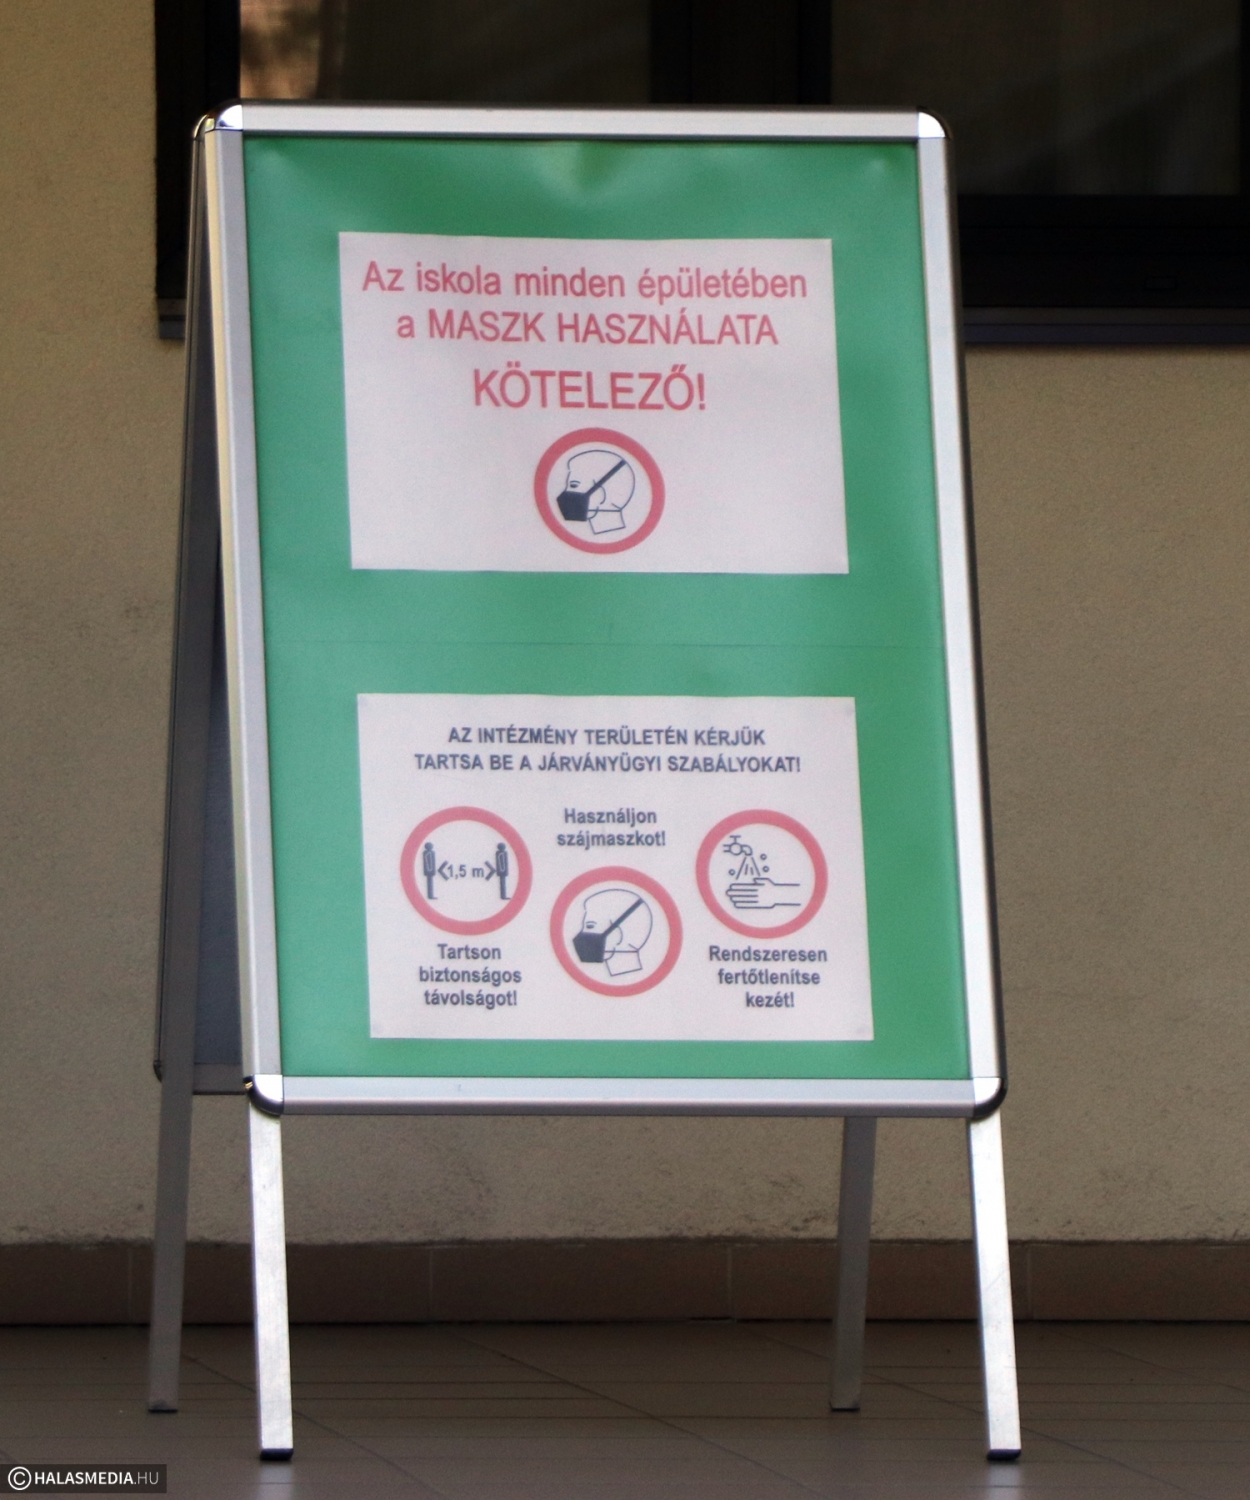 Az iskola minden épületében
a MASZK HASZNÁLATA
KÖTELEZŐ!
AZ INTÉZMÉNY TERÜLETÉN KÉRJÜK
TARTSA BE A JÁRVÁNYÜGYI SZABÁLYOKAT!
1,5 m
Tartson
biztonságos
távolságot!
Használjon
szájmaszkot!
Rendszeresen
fertőtlenítse
kezét!
©HALASMEDIA.HU